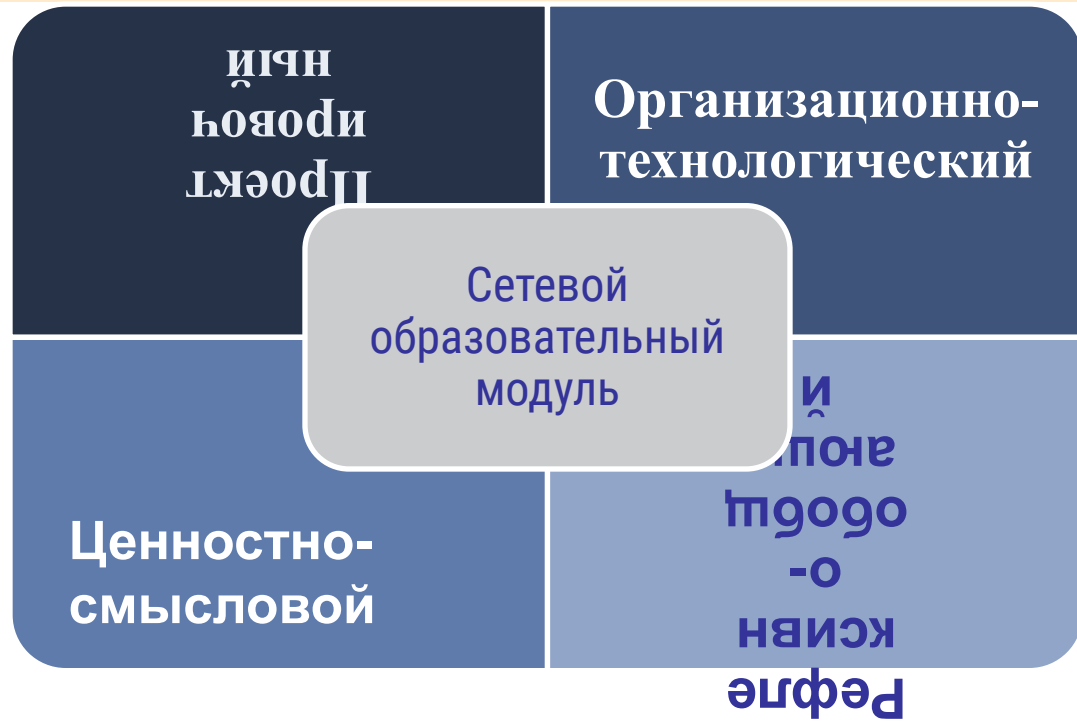 Проект
ировоч
ный
Организационно-
технологический
Сетевой
образовательный
модуль
Ценностно-
смысловой
Рефле
ксивн
о-
обобщ
ающи
й